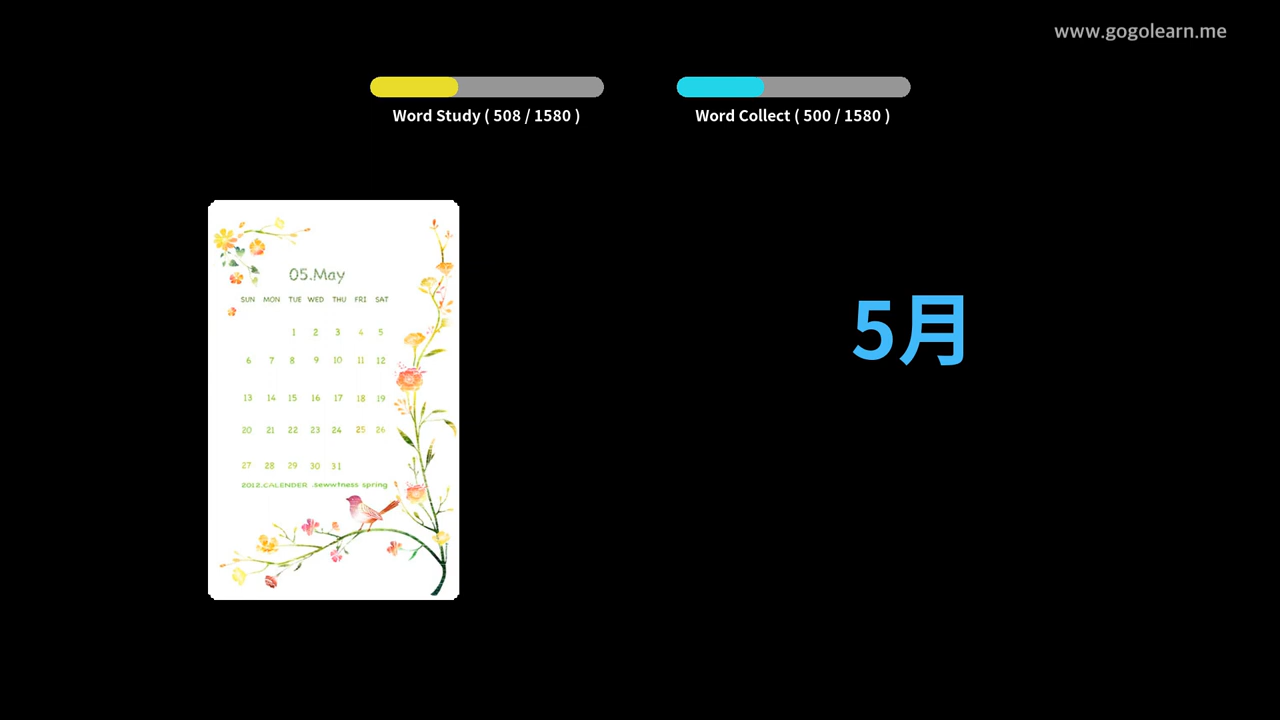 www.gogolearn.me
Word Study ( 508 / 1580 )
Word Collect ( 500 / 1580 )
05.May
SUN MON TUE WED THU FRI SAT
1 2 3 4 5
6 7 8 9 10 11 12
13 14 15 16 17 18 19
20 21 22 23 24 25 26
27 28 29 30 31
2012.CALENDER .sewwtness spring
5月